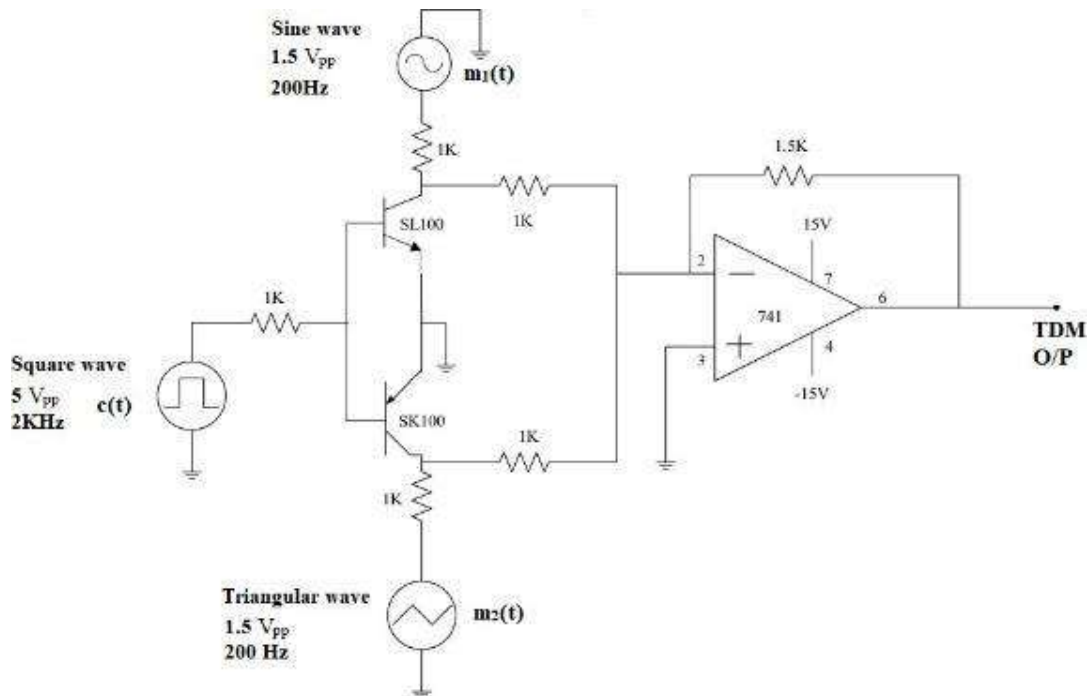 Sine wave
1.5 Vpp
200Hz
m1(t)
1K
1K
SL100
1.5K
15V
2
7
6
741
3
4
-15V
TDM
O/P
1K
Square wave
5 Vpp c(t)
2KHz
SK100
1K
1K
Triangular wave
1.5 Vpp
200 Hz
m2(t)